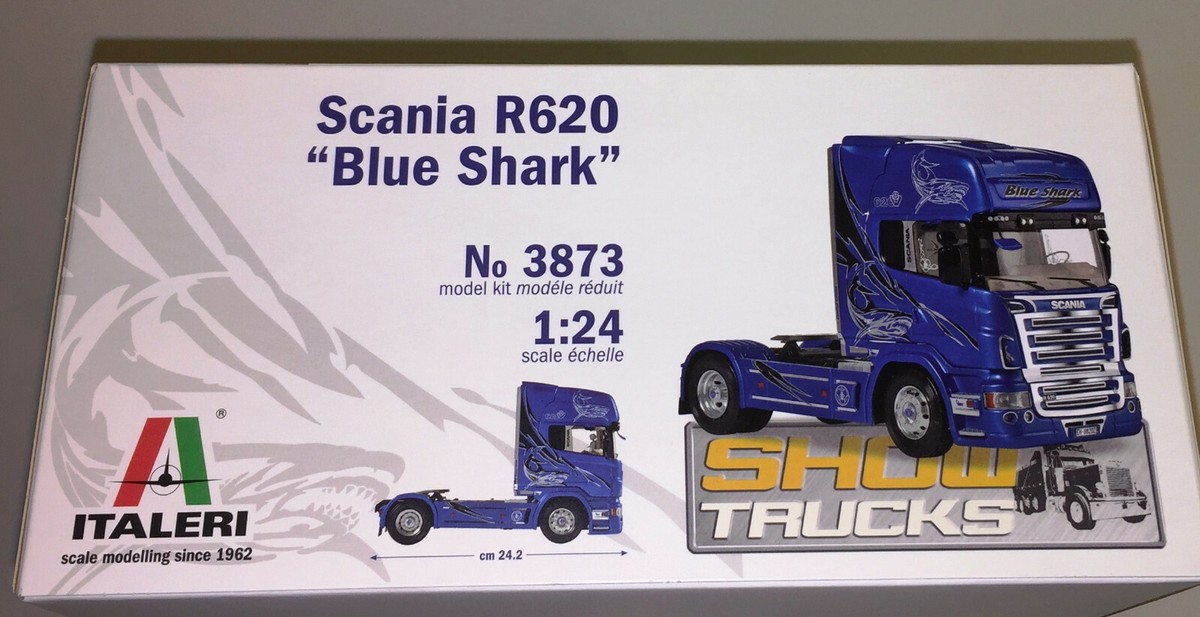 Scania R620
“Blue Shark”
No 3873
model kit modéle réduit
1:24
scale échelle
cm 24.2
®
ITALERI
scale modelling since 1962
Blue Shark
620
SCANIA
SCANIA
SHOW
TRUCKS